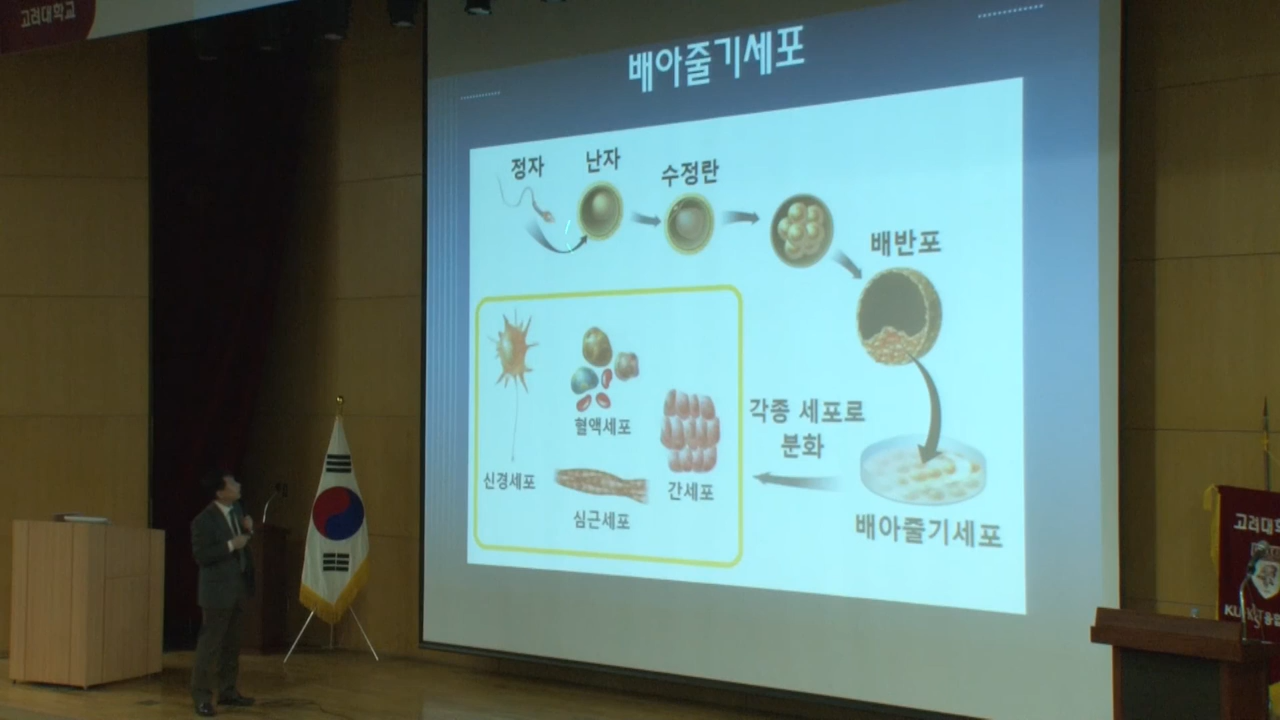 고려대학교
배아줄기세포
정자
난자
수정란
배반포
혈액세포
신경세포
심근세포
간세포
각종 세포로
분화
배아줄기세포
고려대학